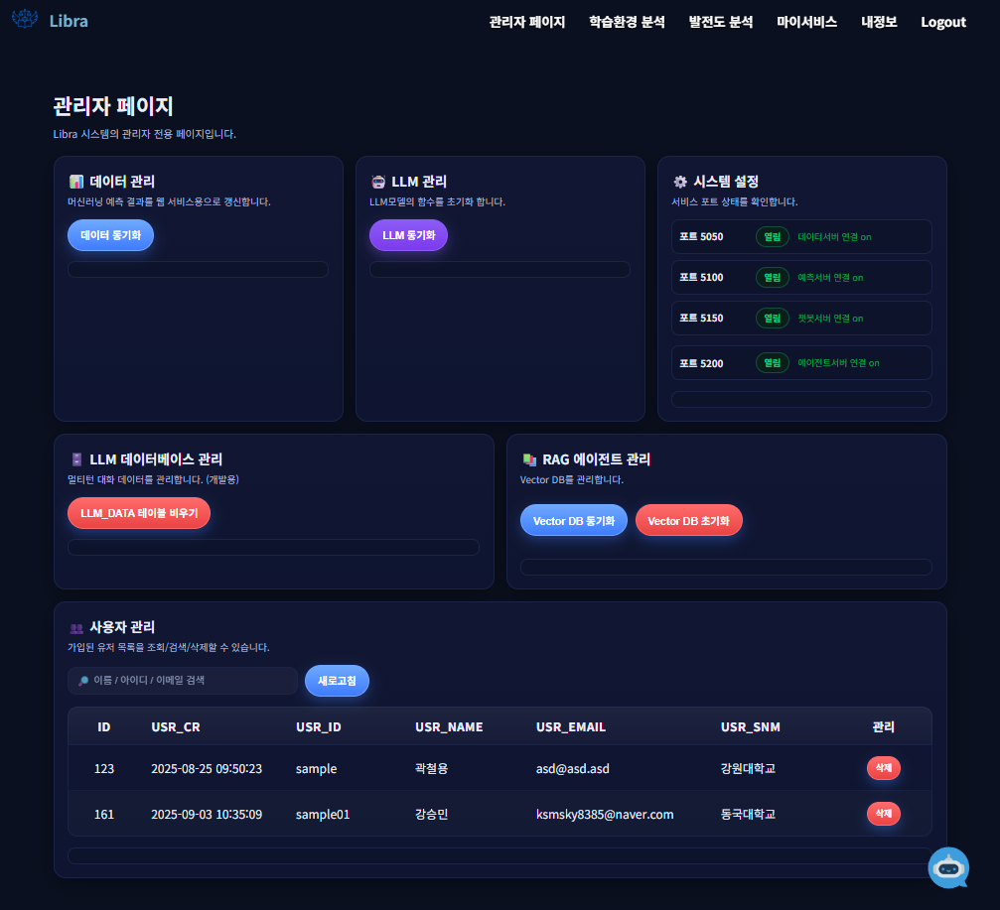 Libra
관리자 페이지 학습환경 분석 발전도 분석 마이서비스 내정보 Logout
관리자 페이지
Libra 시스템의 관리자 전용 페이지입니다.
데이터 관리
머신러닝 예측 결과를 웹 서비스용으로 갱신합니다.
데이터 동기화
LLM 관리
LLM모델의 함수를 초기화 합니다.
LLM 동기화
시스템 설정
서비스 포트 상태를 확인합니다.
포트 5050 열림 데이터서버 연결 on
포트 5100 열림 예측서버 연결 on
포트 5150 열림 챗봇서버 연결 on
포트 5200 열림 에이전트서버 연결 on
LLM 데이터베이스 관리
멀티턴 대화 데이터를 관리합니다. (개발용)
LLM_DATA 테이블 비우기
RAG 에이전트 관리
Vector DB를 관리합니다.
Vector DB 동기화 Vector DB 초기화
사용자 관리
가입된 유저 목록을 조회/검색/삭제할 수 있습니다.
이름 / 아이디 / 이메일 검색 새로고침
ID USR_CR USR_ID USR_NAME USR_EMAIL USR_SNM 관리
123 2025-08-25 09:50:23 sample 곽철용 asd@asd.asd 강원대학교 삭제
161 2025-09-03 10:35:09 sample01 강승민 ksmsky8385@naver.com 동국대학교 삭제